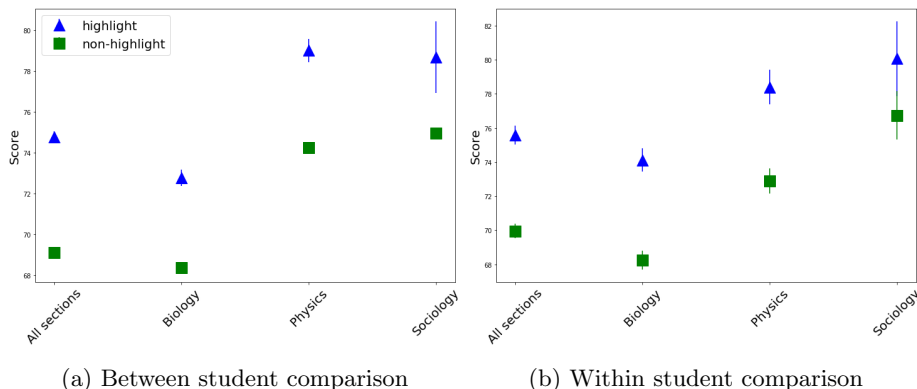 highlight
non-highlight
Score
80
78
76
74
72
70
68
All sections
Biology
Physics
Sociology
(a) Between student comparison
Score
82
80
78
76
74
72
70
68
All sections
Biology
Physics
Sociology
(b) Within student comparison